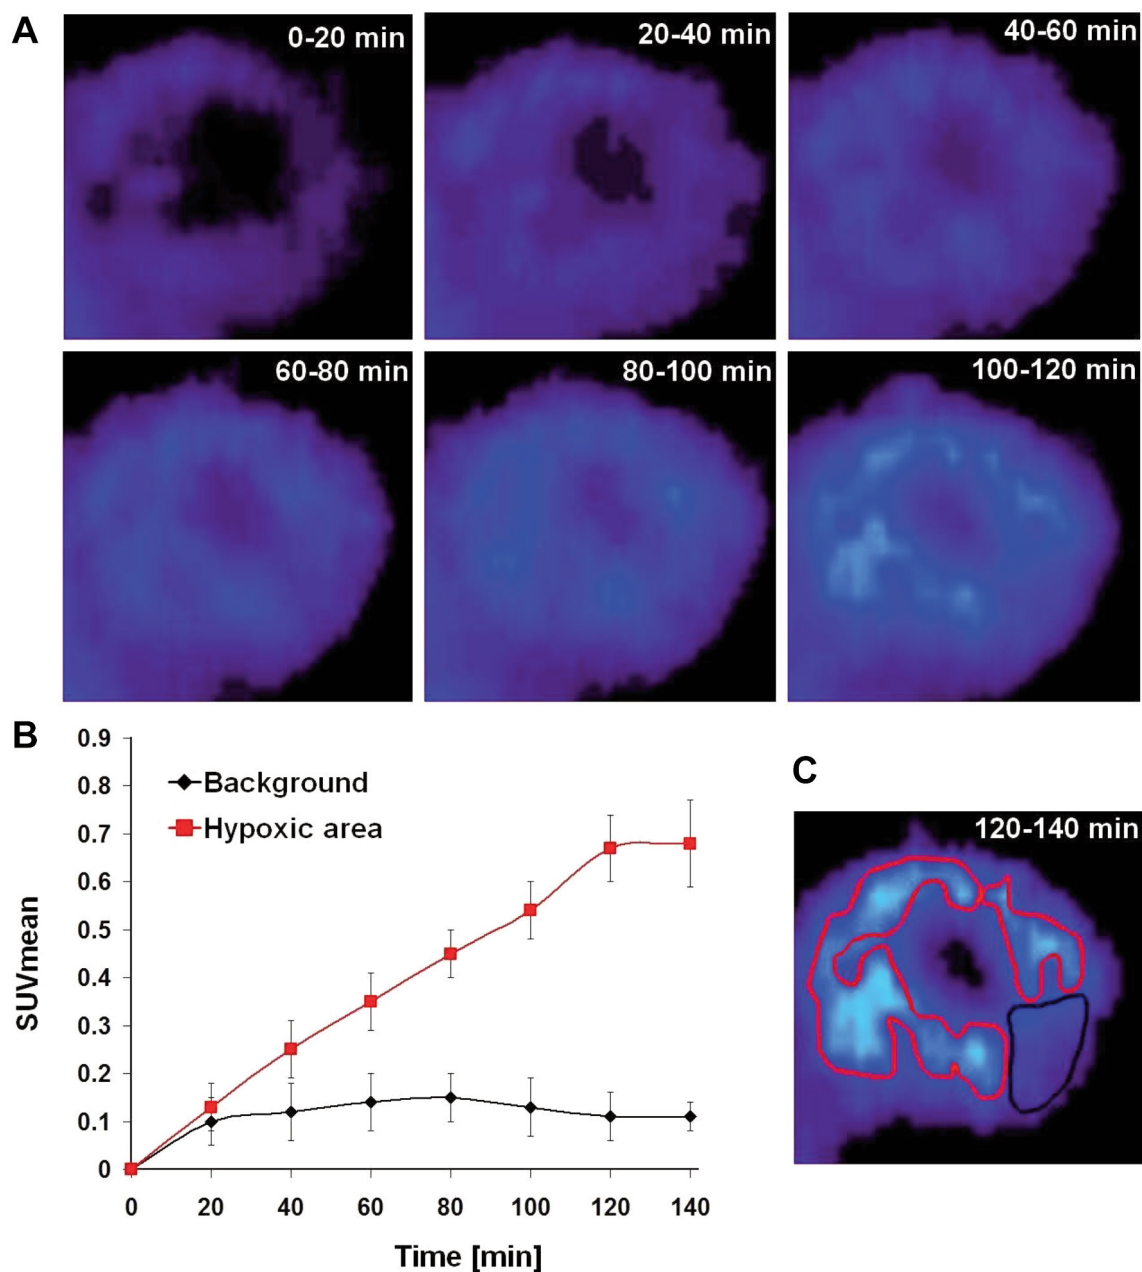 A
0-20 min
20-40 min
40-60 min
60-80 min
80-100 min
100-120 min
B
0.9
0.8
0.7
0.6
0.5
0.4
0.3
0.2
0.1
0
SUVmean
Background
Hypoxic area
0 20 40 60 80 100 120 140
Time [min]
C
120-140 min